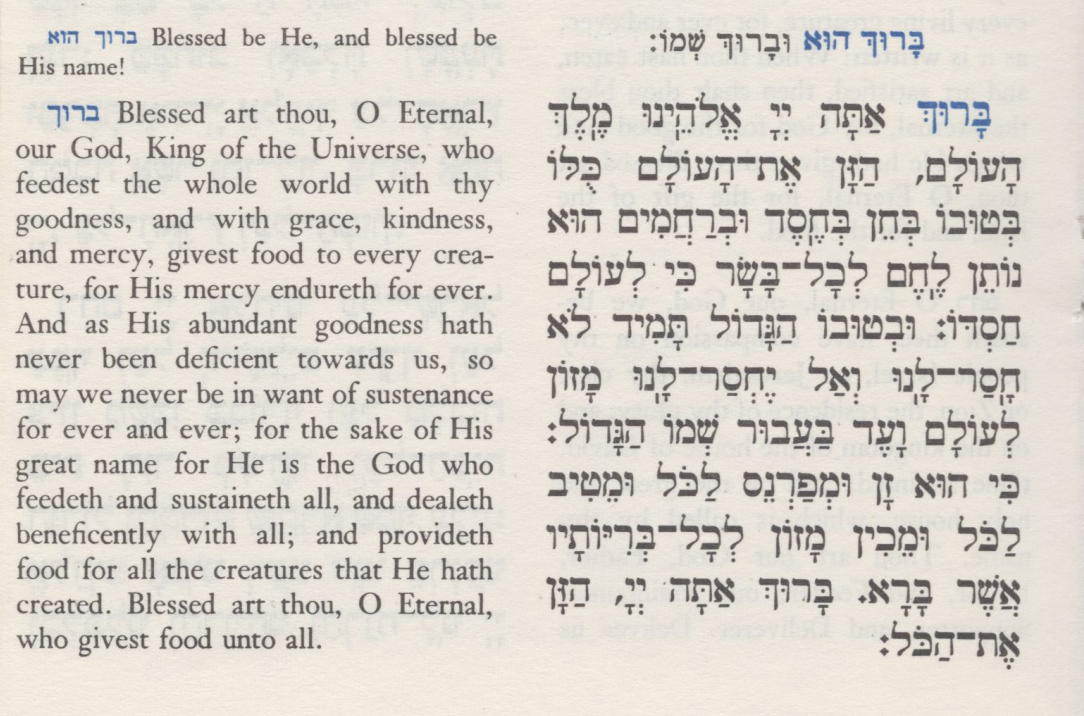 ברוך הוא Blessed be He, and blessed be
His name!
ברוך Blessed art thou, O Eternal,
our God, King of the Universe, who
feedest the whole world with thy
goodness, and with grace, kindness,
and mercy, givest food to every crea-
ture, for His mercy endureth for ever.
And as His abundant goodness hath
never been deficient towards us, so
may we never be in want of sustenance
for ever and ever; for the sake of His
great name for He is the God who
feedeth and sustaineth all, and dealeth
beneficently with all; and provideth
food for all the creatures that He hath
created. Blessed art thou, O Eternal,
who givest food unto all.
בָּרוּךְ הוּא וּבָרוּךְ שְׁמוֹ:
בָּרוּךְ אַתָּה יְיָ אֱלֹהֵינוּ מֶלֶךְ
הָעוֹלָם, הַזָּן אֶת־הָעוֹלָם כֻּלּוֹ
בְּטוּבוֹ בְּחֵן בְּחֶסֶד וּבְרַחֲמִים הוּא
נוֹתֵן לֶחֶם לְכָל־בָּשָׂר כִּי לְעוֹלָם
חַסְדּוֹ: וּבְטוּבוֹ הַגָּדוֹל תָּמִיד לֹא
חָסַר־לָנוּ וְאַל יֶחְסַר־לָנוּ מָזוֹן
לְעוֹלָם וָעֶד בַּעֲבוּר שְׁמוֹ הַגָּדוֹל:
כִּי הוּא זָן וּמְפַרְנֵס לַכֹּל וּמֵטִיב
לַכֹּל וּמֵכִין מָזוֹן לְכָל־בְּרִיּוֹתָיו
אֲשֶׁר בָּרָא. בָּרוּךְ אַתָּה יְיָ, הַזָּן
אֶת־הַכֹּל: